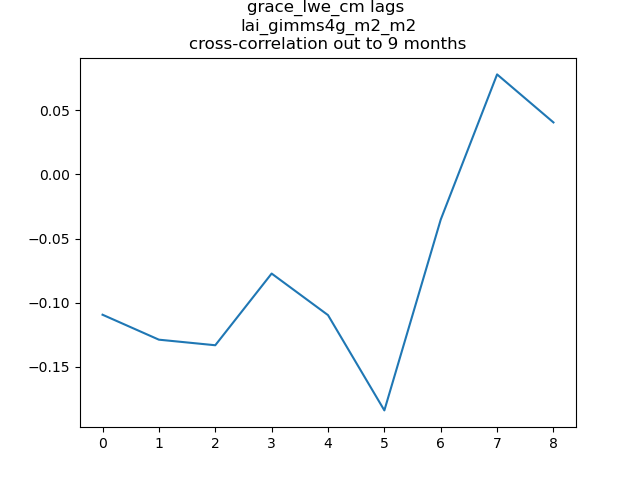 grace_lwe_cm lags
lai_gimms4g_m2_m2
cross-correlation out to 9 months
0.05
0.00
−0.05
−0.10
−0.15
0 1 2 3 4 5 6 7 8